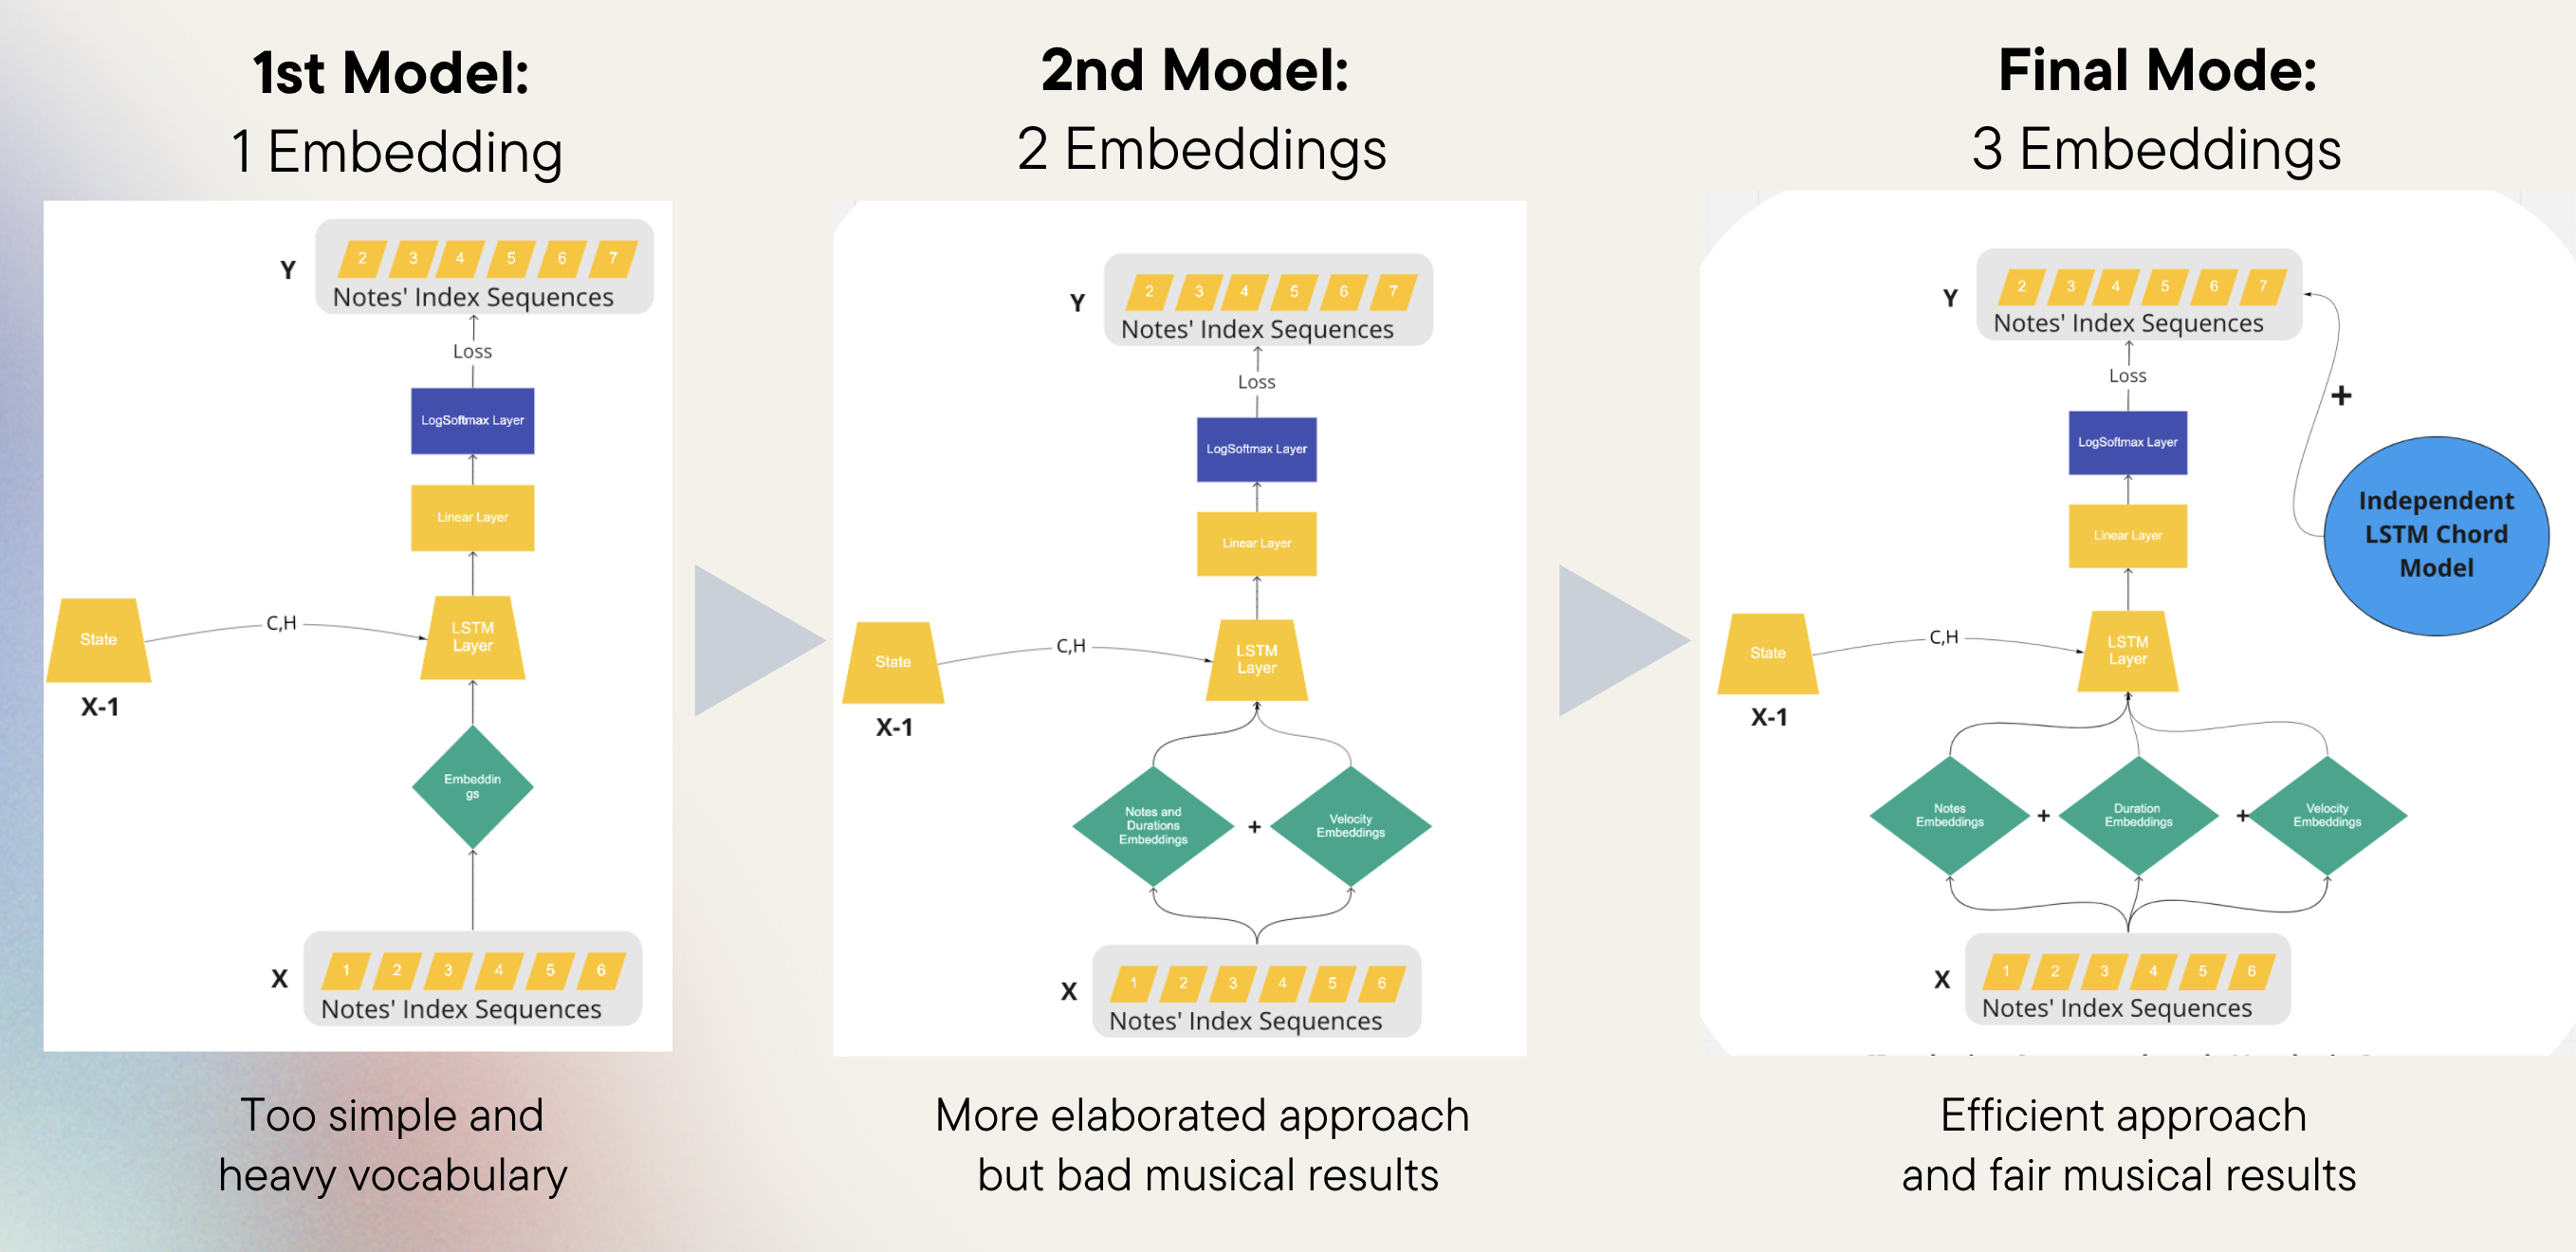 1st Model:
1 Embedding
Y
2 3 4 5 6 7
Notes' Index Sequences
Loss
LogSoftmax Layer
Linear Layer
State
C,H
LSTM
Layer
X-1
Embeddin
gs
X
1 2 3 4 5 6
Notes' Index Sequences
Too simple and
heavy vocabulary
2nd Model:
2 Embeddings
Y
2 3 4 5 6 7
Notes' Index Sequences
Loss
LogSoftmax Layer
Linear Layer
State
C,H
LSTM
Layer
X-1
Notes and
Durations
Embeddings
+
Velocity
Embeddings
X
1 2 3 4 5 6
Notes' Index Sequences
More elaborated approach
but bad musical results
Final Mode:
3 Embeddings
Y
2 3 4 5 6 7
Notes' Index Sequences
Loss
+
LogSoftmax Layer
Independent
LSTM Chord
Model
Linear Layer
State
C,H
LSTM
Layer
X-1
Notes
Embeddings
+
Duration
Embeddings
+
Velocity
Embeddings
X
1 2 3 4 5 6
Notes' Index Sequences
Efficient approach
and fair musical results